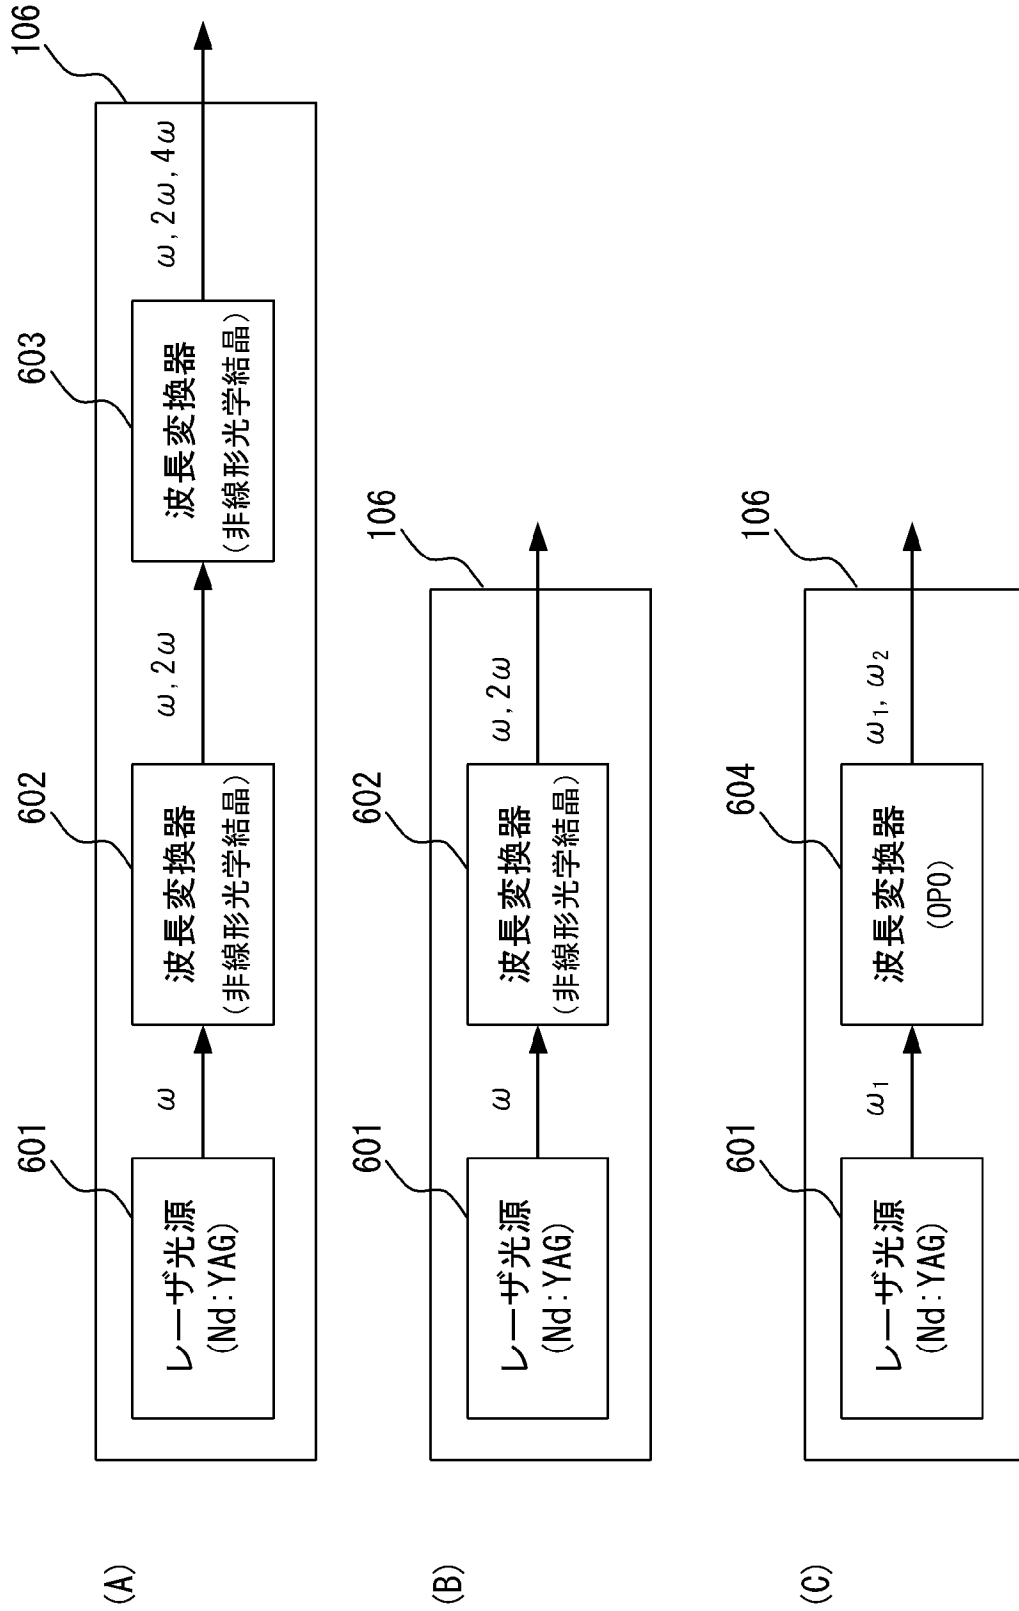 (A)
106
601
602
603
レーザ光源
(Nd:YAG)
ω
波長変換器
(非線形光学結晶)
ω,2ω
波長変換器
(非線形光学結晶)
ω,2ω,4ω
(B)
106
601
602
レーザ光源
(Nd:YAG)
ω
波長変換器
(非線形光学結晶)
ω,2ω
(C)
106
601
604
レーザ光源
(Nd:YAG)
ω₁
波長変換器
(OPO)
ω₁,ω₂